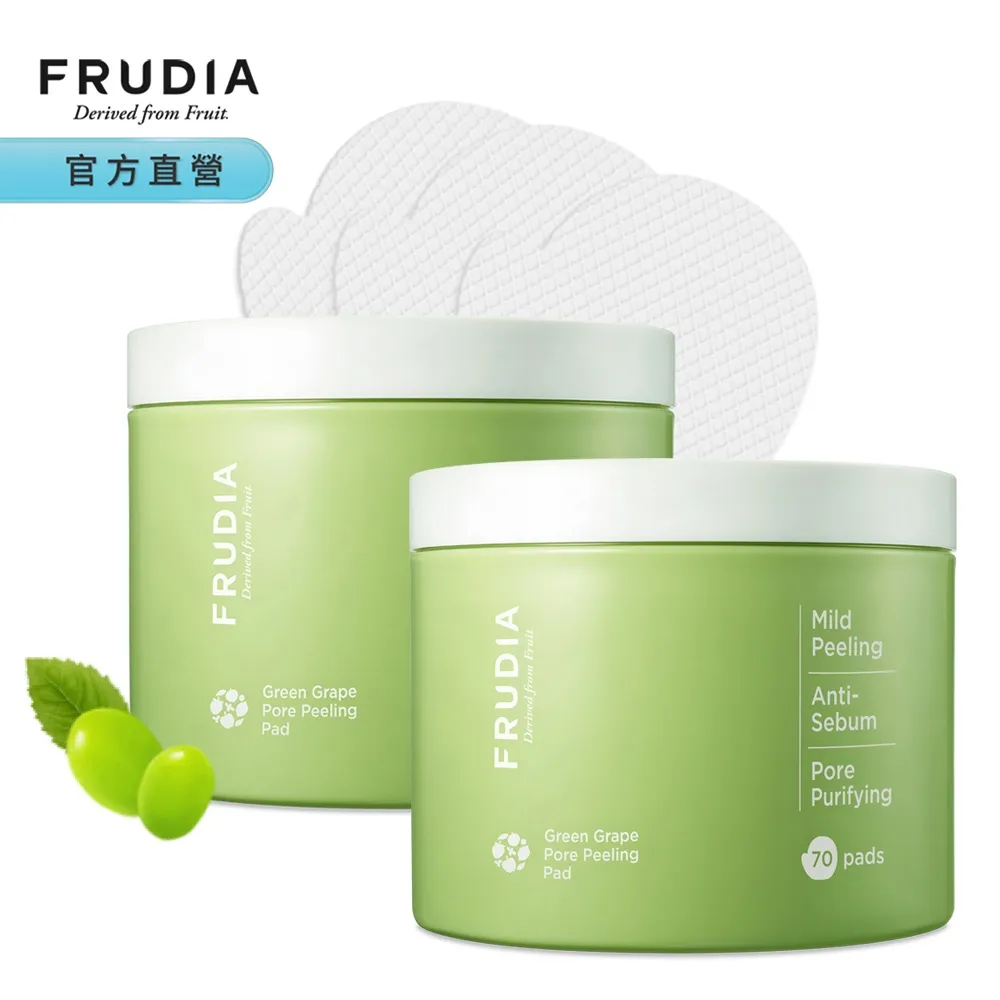 FRUDIA
Derived from Fruit.
官方直營
FRUDIA
Derived from Fruit.
Green Grape
Pore Peeling
Pad
FRUDIA
Derived from Fruit
Green Grape
Pore Peeling
Pad
Mild
Peeling
Anti-
Sebum
Pore
Purifying
70 pads